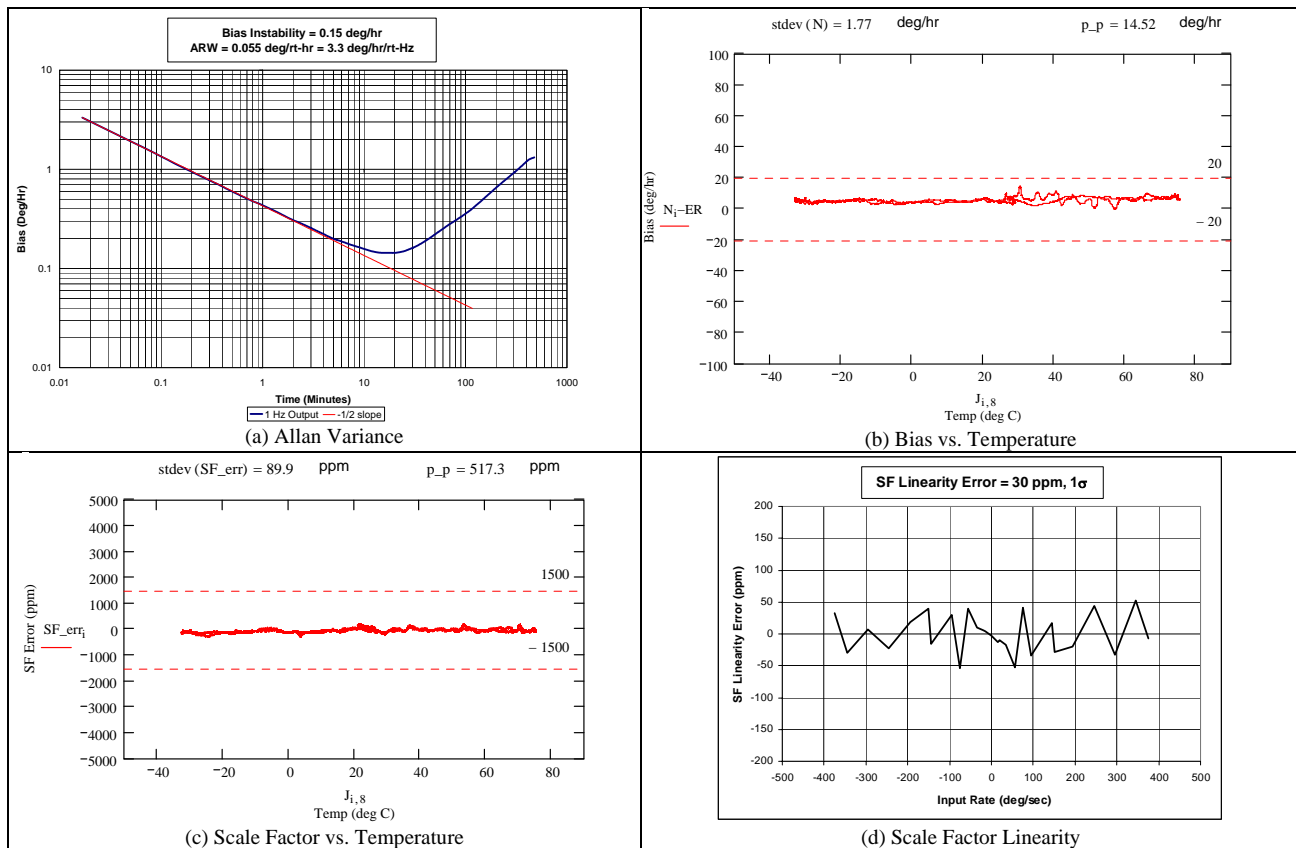 Bias Instability = 0.15 deg/hr
ARW = 0.055 deg/rt-hr = 3.3 deg/hr/rt-Hz
10
1
0.1
0.01
Bias (Deg/Hr)
0.01 0.1 1 10 100 1000
Time (Minutes)
1 Hz Output -1/2 slope
(a) Allan Variance
stdev (N) = 1.77 deg/hr p_p = 14.52 deg/hr
100
80
60
40
20
0
−20
−40
−60
−80
−100
20
− 20
Bias (deg/hr)
Ni−ER
−40 −20 0 20 40 60 80
Ji,8
Temp (deg C)
(b) Bias vs. Temperature
stdev (SF_err) = 89.9 ppm p_p = 517.3 ppm
5000
4000
3000
2000
1000
0
−1000
−2000
−3000
−4000
−5000
1500
− 1500
SF Error (ppm)
SF_erri
−40 −20 0 20 40 60 80
Ji,8
Temp (deg C)
(c) Scale Factor vs. Temperature
SF Linearity Error = 30 ppm, 1σ
200
150
100
50
0
-50
-100
-150
-200
SF Linearity Error (ppm)
-500 -400 -300 -200 -100 0 100 200 300 400 500
Input Rate (deg/sec)
(d) Scale Factor Linearity